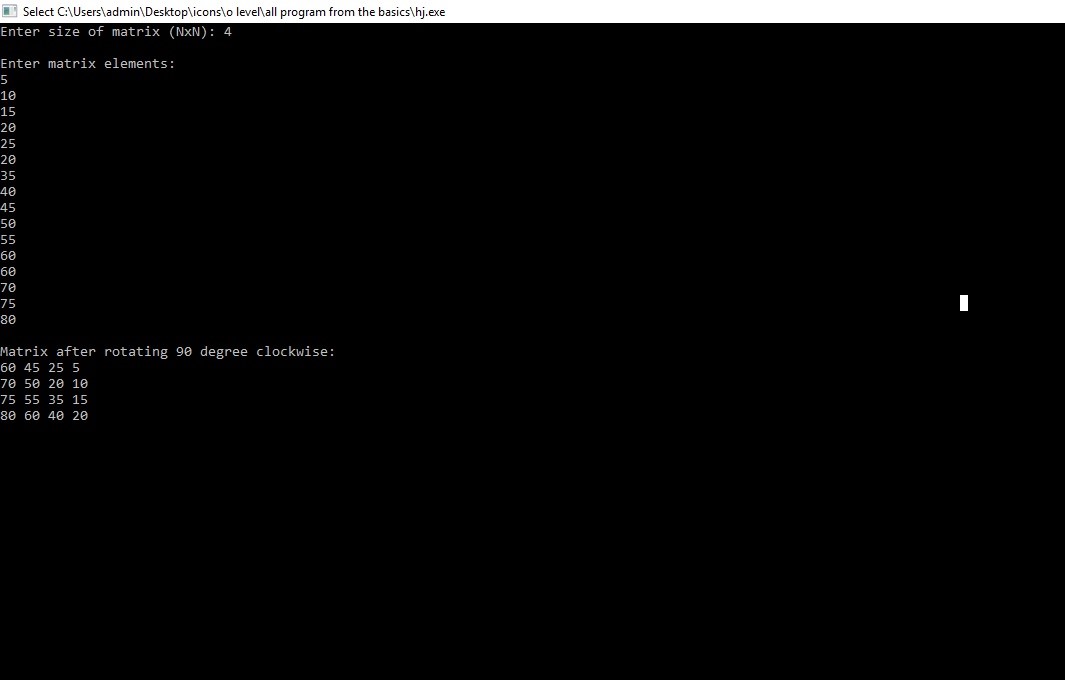 Select C:\Users\admin\Desktop\icons\o level\all program from the basics\hj.exe
Enter size of matrix (NxN): 4
Enter matrix elements:
5
10
15
20
25
20
35
40
45
50
55
60
60
70
75
80
Matrix after rotating 90 degree clockwise:
60 45 25 5
70 50 20 10
75 55 35 15
80 60 40 20